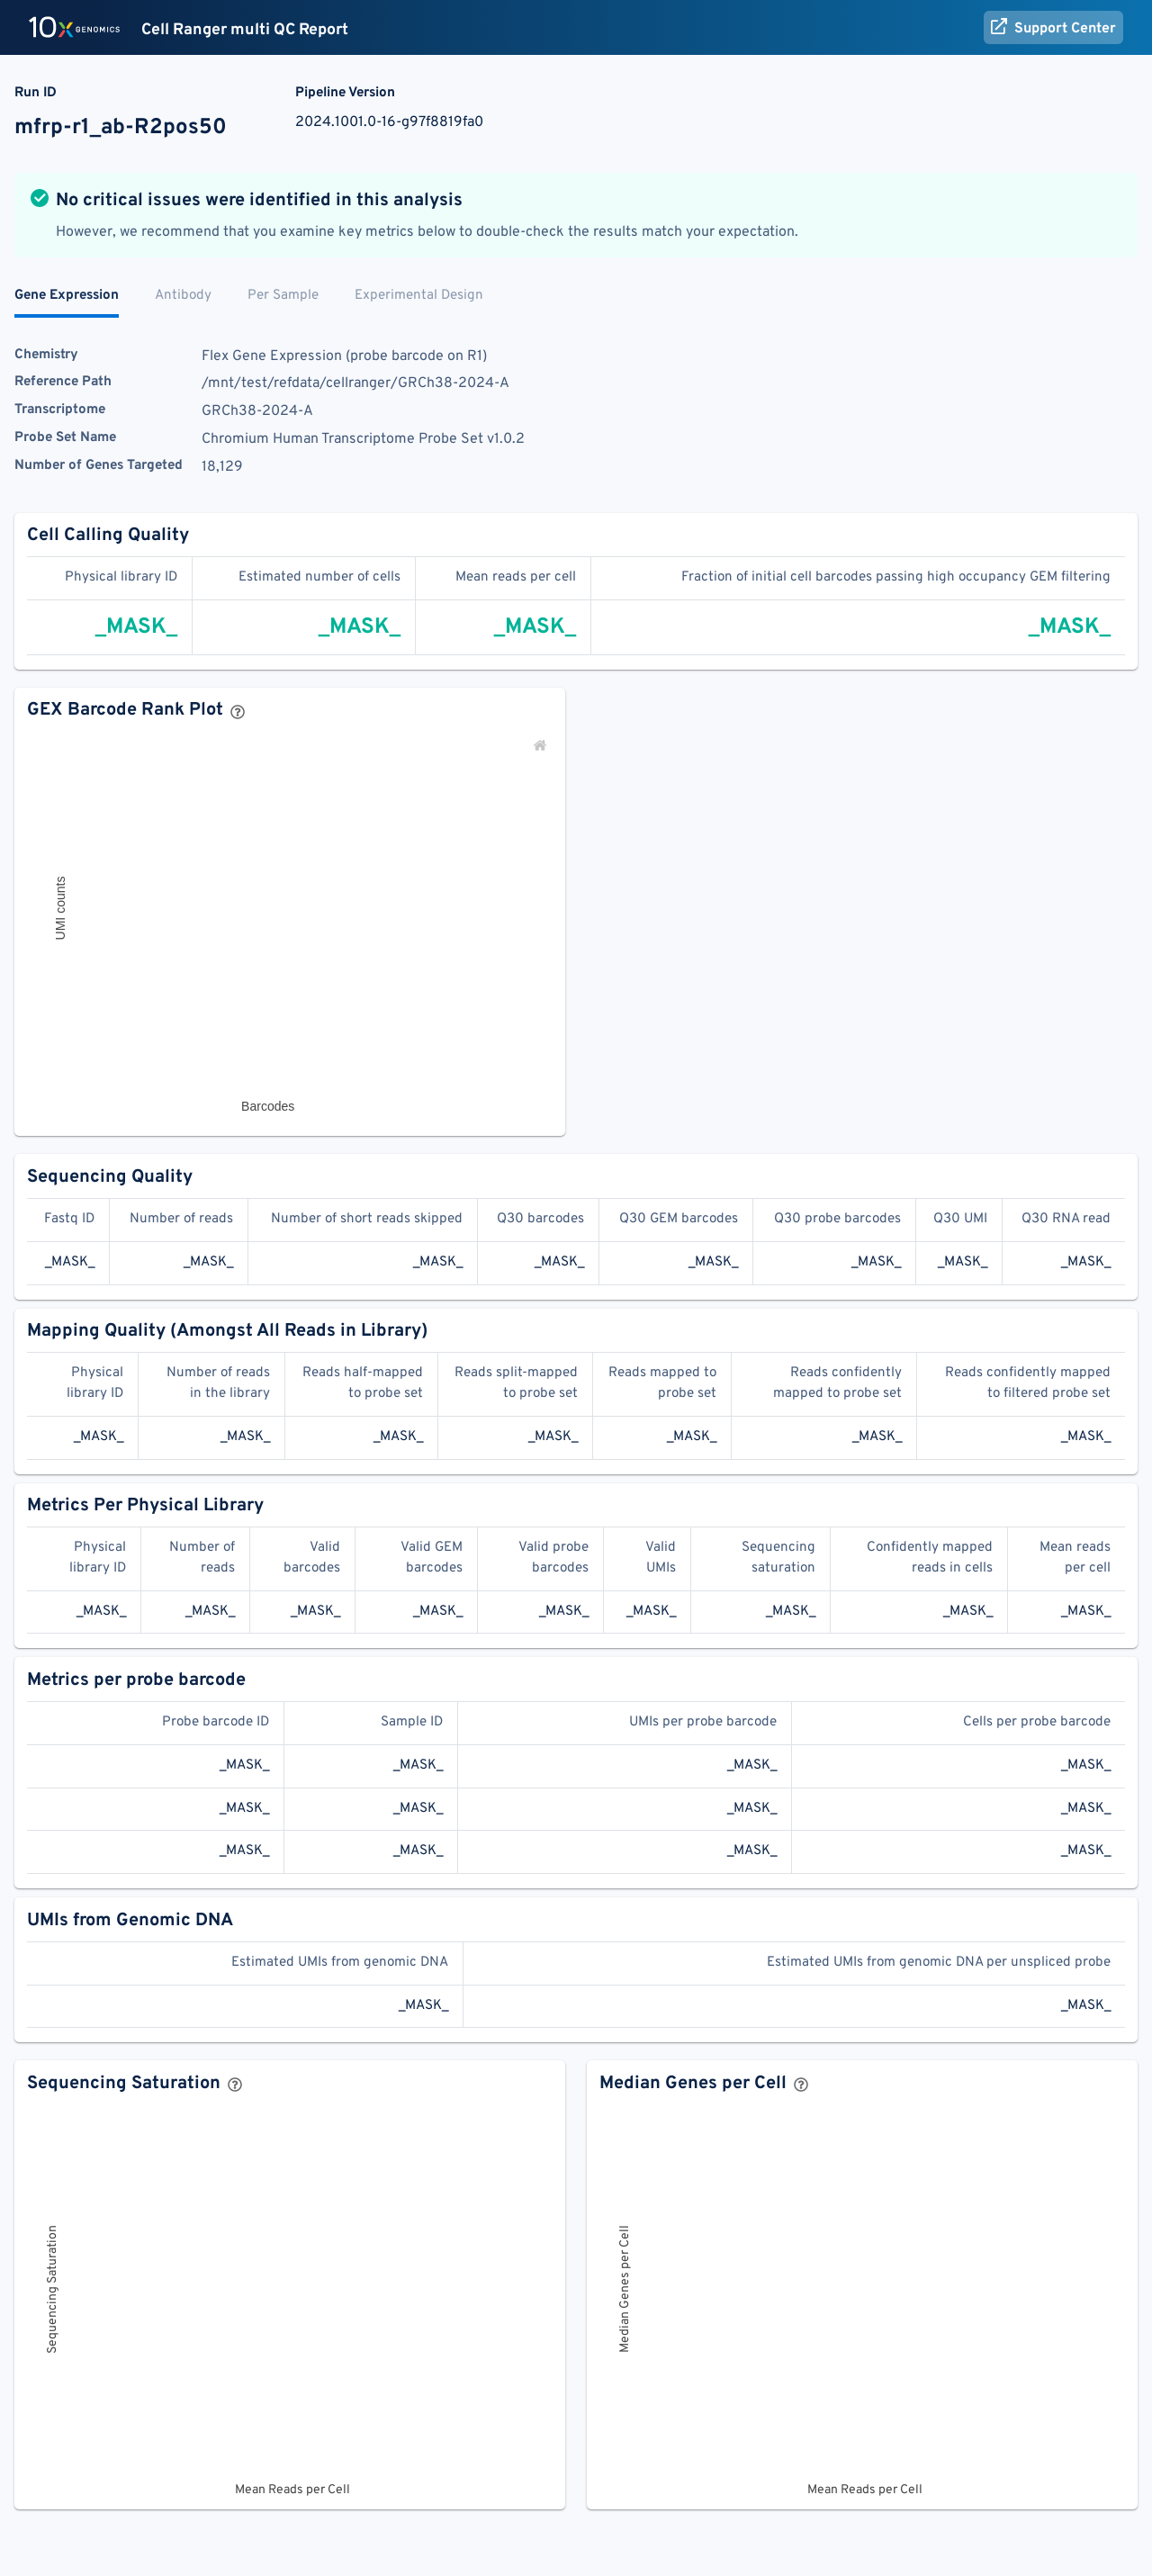 10x GENOMICS Cell Ranger multi QC Report Support Center
Run ID Pipeline Version
mfrp-r1_ab-R2pos50 2024.1001.0-16-g97f8819fa0
No critical issues were identified in this analysis
However, we recommend that you examine key metrics below to double-check the results match your expectation.
Gene Expression Antibody Per Sample Experimental Design
Chemistry Flex Gene Expression (probe barcode on R1)
Reference Path /mnt/test/refdata/cellranger/GRCh38-2024-A
Transcriptome GRCh38-2024-A
Probe Set Name Chromium Human Transcriptome Probe Set v1.0.2
Number of Genes Targeted 18,129
Cell Calling Quality
Physical library ID Estimated number of cells Mean reads per cell Fraction of initial cell barcodes passing high occupancy GEM filtering
_MASK_ _MASK_ _MASK_ _MASK_
GEX Barcode Rank Plot
UMI counts
Barcodes
Sequencing Quality
Fastq ID Number of reads Number of short reads skipped Q30 barcodes Q30 GEM barcodes Q30 probe barcodes Q30 UMI Q30 RNA read
_MASK_ _MASK_ _MASK_ _MASK_ _MASK_ _MASK_ _MASK_ _MASK_
Mapping Quality (Amongst All Reads in Library)
Physical Number of reads Reads half-mapped Reads split-mapped Reads mapped to Reads confidently Reads confidently mapped
library ID in the library to probe set to probe set probe set mapped to probe set to filtered probe set
_MASK_ _MASK_ _MASK_ _MASK_ _MASK_ _MASK_ _MASK_
Metrics Per Physical Library
Physical Number of Valid Valid GEM Valid probe Valid Sequencing Confidently mapped Mean reads
library ID reads barcodes barcodes barcodes UMIs saturation reads in cells per cell
_MASK_ _MASK_ _MASK_ _MASK_ _MASK_ _MASK_ _MASK_ _MASK_ _MASK_
Metrics per probe barcode
Probe barcode ID Sample ID UMIs per probe barcode Cells per probe barcode
_MASK_ _MASK_ _MASK_ _MASK_
_MASK_ _MASK_ _MASK_ _MASK_
_MASK_ _MASK_ _MASK_ _MASK_
UMIs from Genomic DNA
Estimated UMIs from genomic DNA Estimated UMIs from genomic DNA per unspliced probe
_MASK_ _MASK_
Sequencing Saturation
Sequencing Saturation
Mean Reads per Cell
Median Genes per Cell
Median Genes per Cell
Mean Reads per Cell